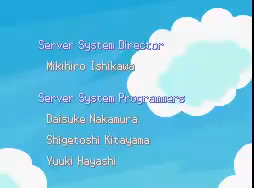 Server System Director
Mikihiro Ishikawa
Server System Programmers
Daisuke Nakamura
Shigetoshi Kitayama
Yuuki Hayashi